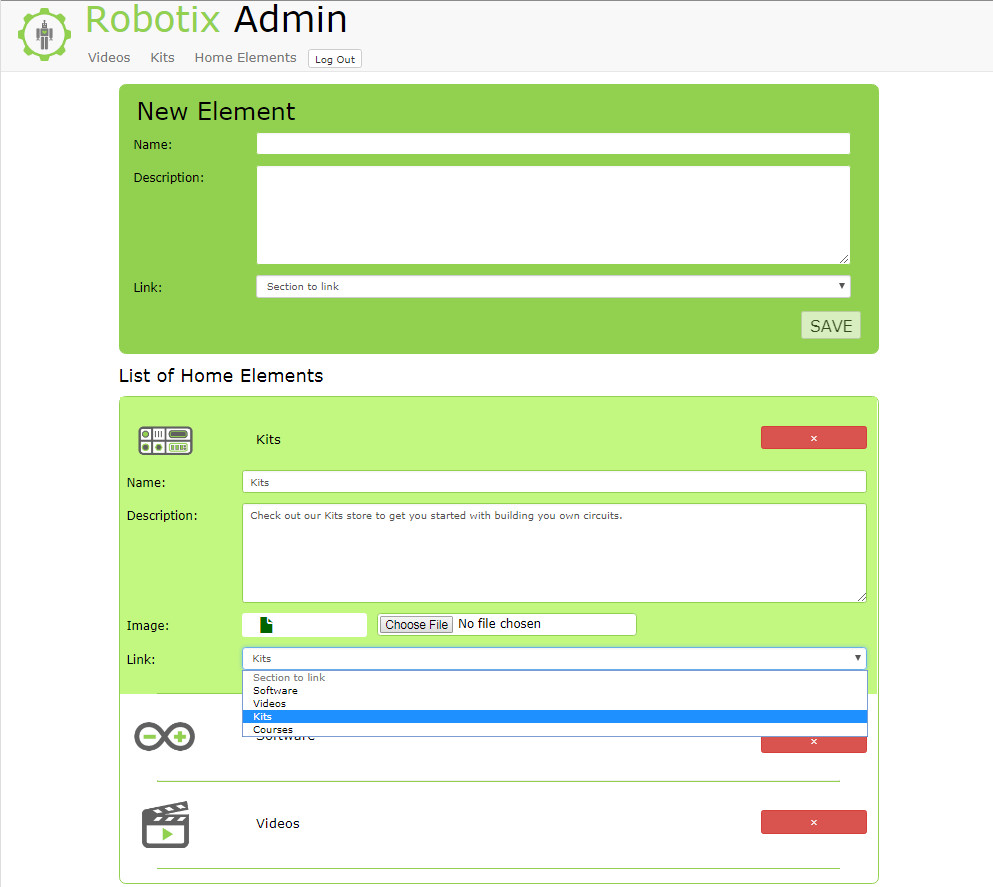 Robotix Admin
Videos Kits Home Elements Log Out
New Element
Name:
Description:
Link: Section to link ▼
SAVE
List of Home Elements
Kits ×
Name: Kits
Description: Check out our Kits store to get you started with building you own circuits.
Image: Choose File No file chosen
Link: Kits ▼
Section to link
Software
Videos
Kits
Courses
Software ×
Videos ×